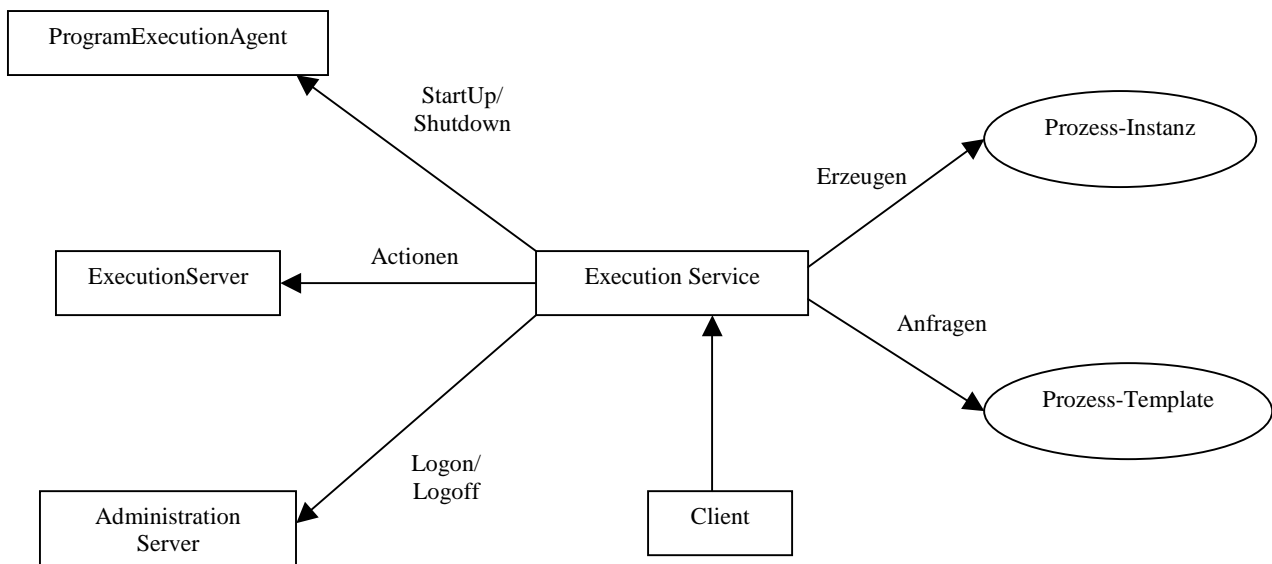 ProgramExecutionAgent
StartUp/
Shutdown
Prozess-Instanz
Erzeugen
ExecutionServer
Actionen
Execution Service
Anfragen
Prozess-Template
Logon/
Logoff
Administration
Server
Client